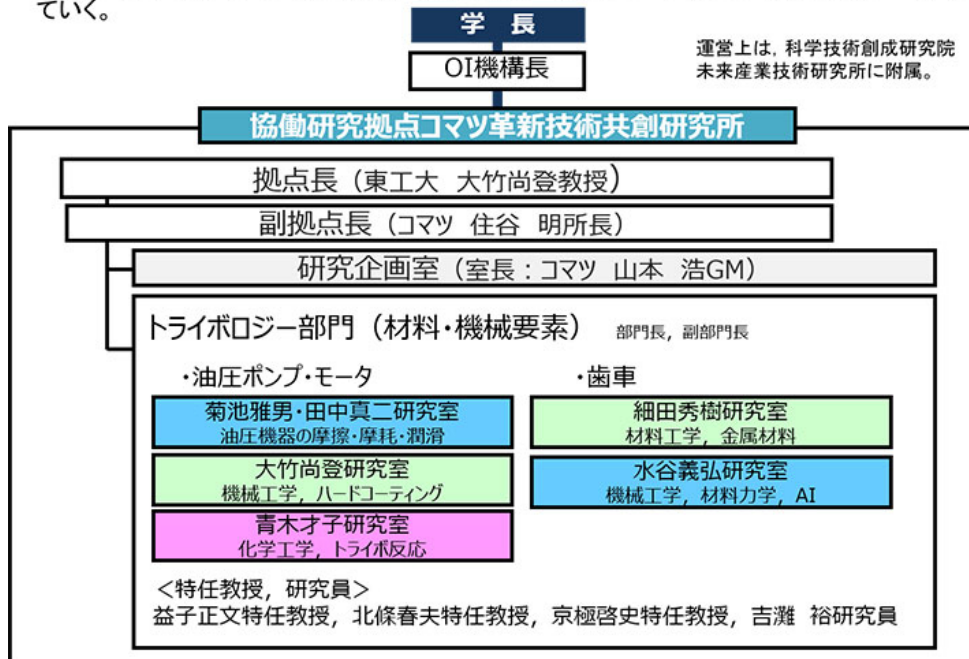 ていく。
学 長
OI機構長
運営上は，科学技術創成研究院
未来産業技術研究所に附属。
協働研究拠点コマツ革新技術共創研究所
拠点長（東工大 大竹尚登教授）
副拠点長（コマツ 住谷 明所長）
研究企画室（室長：コマツ 山本 浩GM）
トライボロジー部門（材料・機械要素） 部門長，副部門長
・油圧ポンプ・モータ
菊池雅男・田中真二研究室
油圧機器の摩擦・摩耗・潤滑
大竹尚登研究室
機械工学，ハードコーティング
青木才子研究室
化学工学，トライボ反応
・歯車
細田秀樹研究室
材料工学，金属材料
水谷義弘研究室
機械工学，材料力学，AI
＜特任教授，研究員＞
益子正文特任教授，北條春夫特任教授，京極啓史特任教授，吉灘 裕研究員